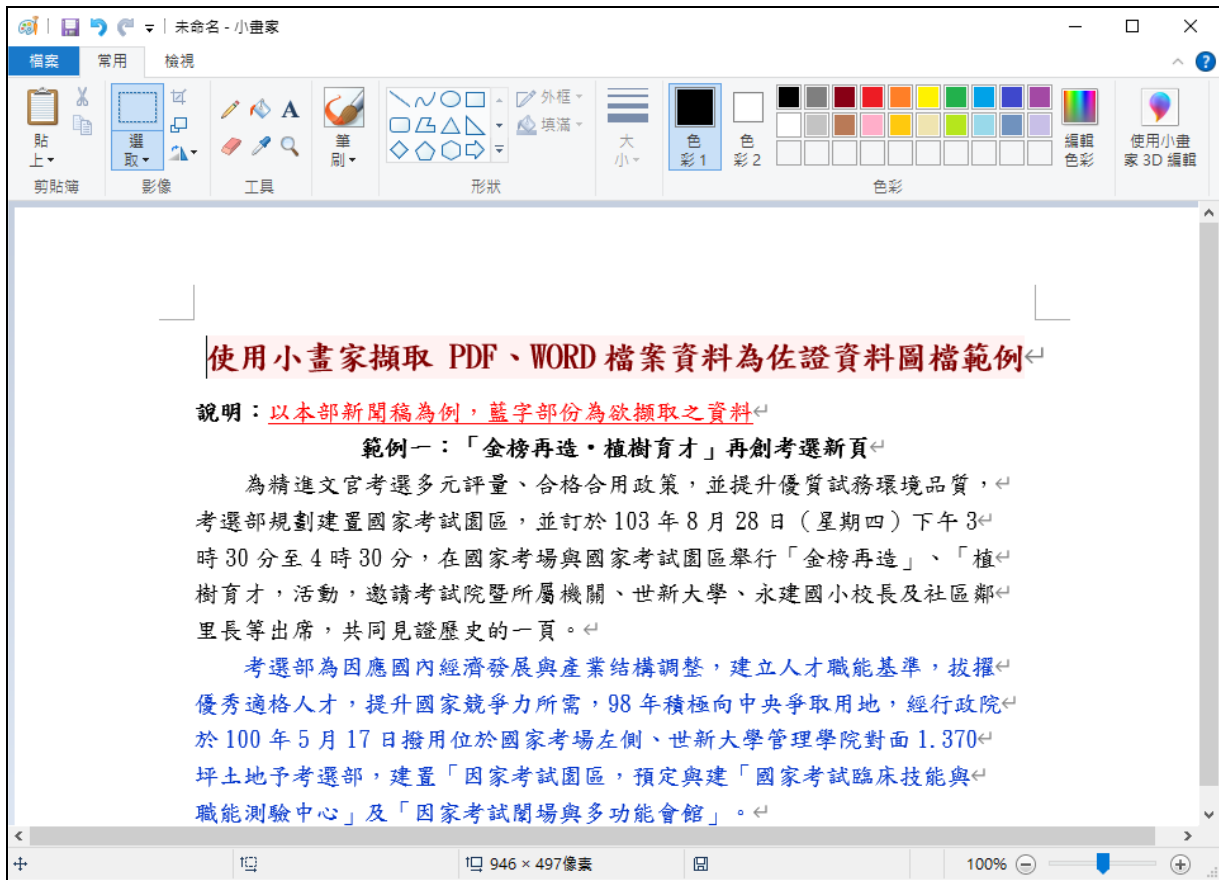 未命名 - 小畫家
檔案 常用 檢視
貼上 選取 筆刷 外框 填滿 大小 色彩 1 色彩 2 編輯色彩 使用小畫家 3D 編輯
剪貼簿 影像 工具 形狀 色彩
使用小畫家擷取 PDF、WORD 檔案資料為佐證資料圖檔範例
說明：以本部新聞稿為例，藍字部份為欲擷取之資料
範例一：「金榜再造‧植樹育才」再創考選新頁
為精進文官考選多元評量、合格合用政策，並提升優質試務環境品質，
考選部規劃建置國家考試園區，並訂於 103 年 8 月 28 日（星期四）下午 3
時 30 分至 4 時 30 分，在國家考場與國家考試園區舉行「金榜再造」、「植
樹育才，活動，邀請考試院暨所屬機關、世新大學、永建國小校長及社區鄰
里長等出席，共同見證歷史的一頁。
考選部為因應國內經濟發展與產業结構調整，建立人才職能基準，拔擢
優秀適格人才，提升國家競爭力所需，98 年積極向中央爭取用地，經行政院
於 100 年 5 月 17 日撥用位於國家考場左側、世新大學管理學院對面 1.370
坪土地予考選部，建置「因家考試園區，預定與建「國家考試臨床技能與
職能測驗中心」及「因家考試闈場與多功能會館」。
946 × 497像素 100%